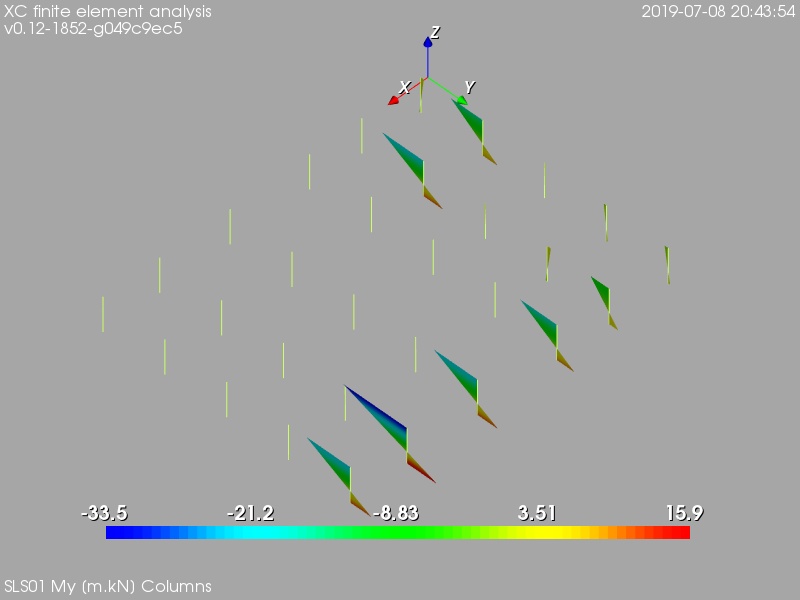 XC finite element analysis
v0.12-1852-g049c9ec5
2019-07-08 20:43:54
Z
X
Y
-33.5 -21.2 -8.83 3.51 15.9
SLS01 My (m.kN) Columns